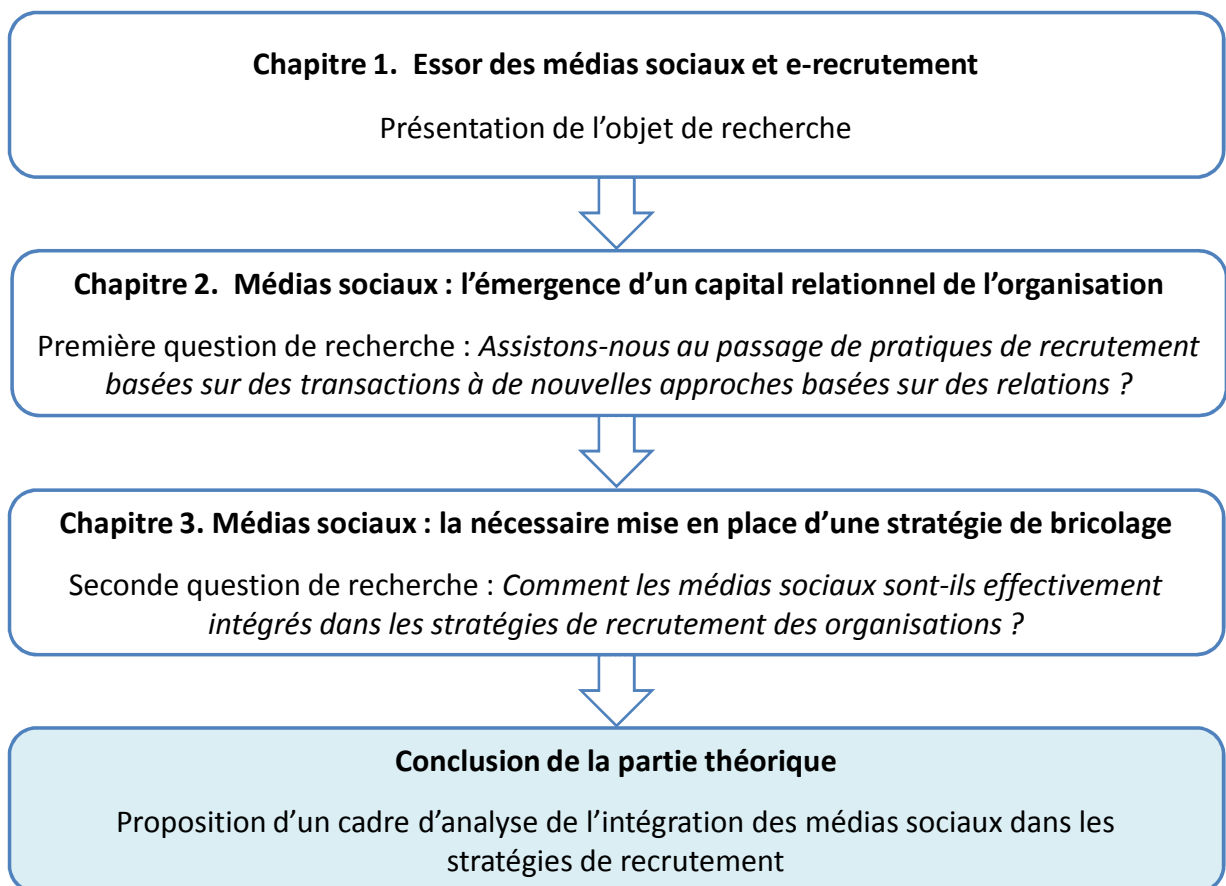 Chapitre 1. Essor des médias sociaux et e-recrutement
Présentation de l’objet de recherche
Chapitre 2. Médias sociaux : l’émergence d’un capital relationnel de l’organisation
Première question de recherche : Assistons-nous au passage de pratiques de recrutement
basées sur des transactions à de nouvelles approches basées sur des relations ?
Chapitre 3. Médias sociaux : la nécessaire mise en place d’une stratégie de bricolage
Seconde question de recherche : Comment les médias sociaux sont-ils effectivement
intégrés dans les stratégies de recrutement des organisations ?
Conclusion de la partie théorique
Proposition d’un cadre d’analyse de l’intégration des médias sociaux dans les
stratégies de recrutement